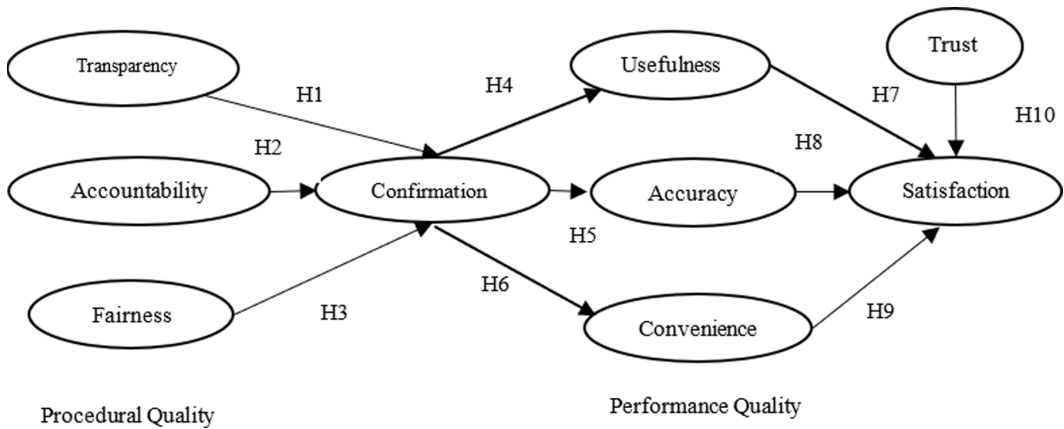 Transparency
H1
H4
Usefulness
Trust
H7
H10
H2
H8
Accountability
Confirmation
Accuracy
Satisfaction
H5
H6
Fairness
H3
Convenience
H9
Procedural Quality
Performance Quality